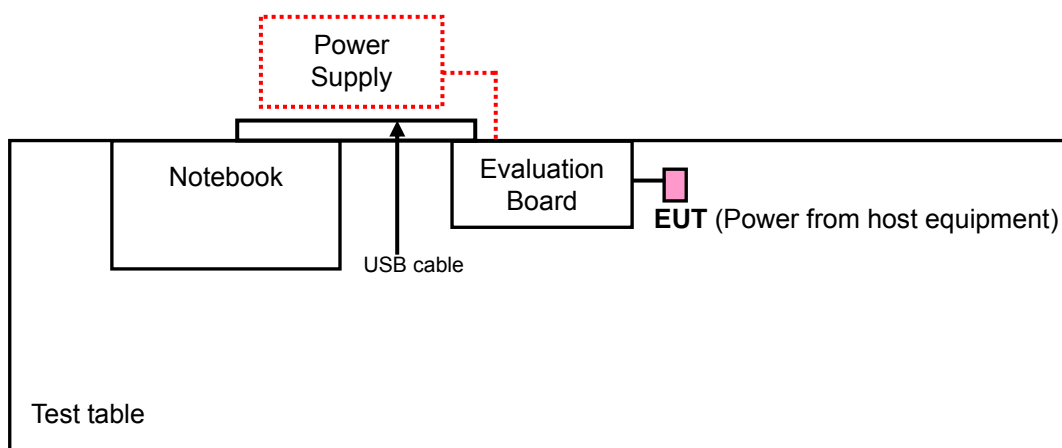 Power
Supply
Notebook
Evaluation
Board
EUT (Power from host equipment)
USB cable
Test table